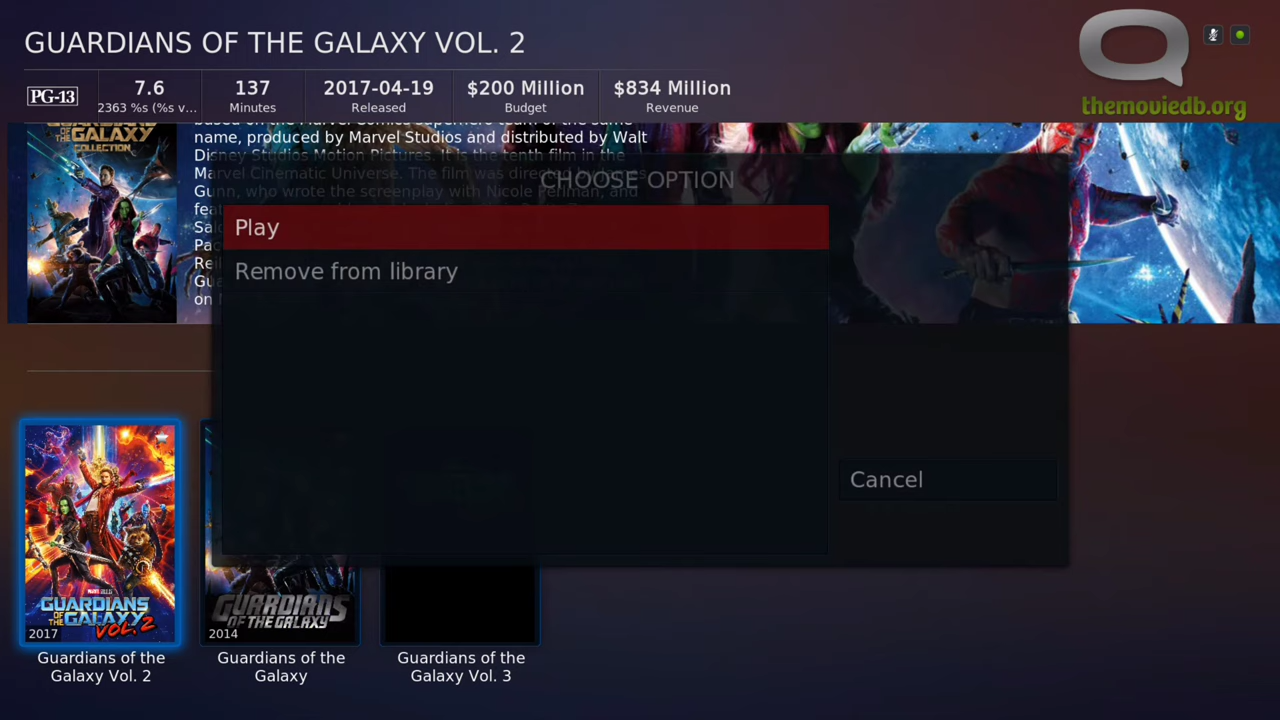 GUARDIANS OF THE GALAXY VOL. 2
PG-13
7.6
2363 %s (%s v...
137
Minutes
2017-04-19
Released
$200 Million
Budget
$834 Million
Revenue
themoviedb.org
GALAXY
COLLECTION
name, produced by Marvel Studios and distributed by Walt
Disney Studios Motion Pictures. It is the tenth film in the
Marvel Cinematic Universe. The film was
Gunn, who wrote the screenplay with Nicole Perlman, and
CHOOSE OPTION
Play
Remove from library
Cancel
MARVEL STUDIOS
GUARDIANS
OF THE GALAXY
VOL. 2
2017
GUARDIANS
OF THE GALAXY
2014
Guardians of the
Galaxy Vol. 2
Guardians of the
Galaxy
Guardians of the
Galaxy Vol. 3